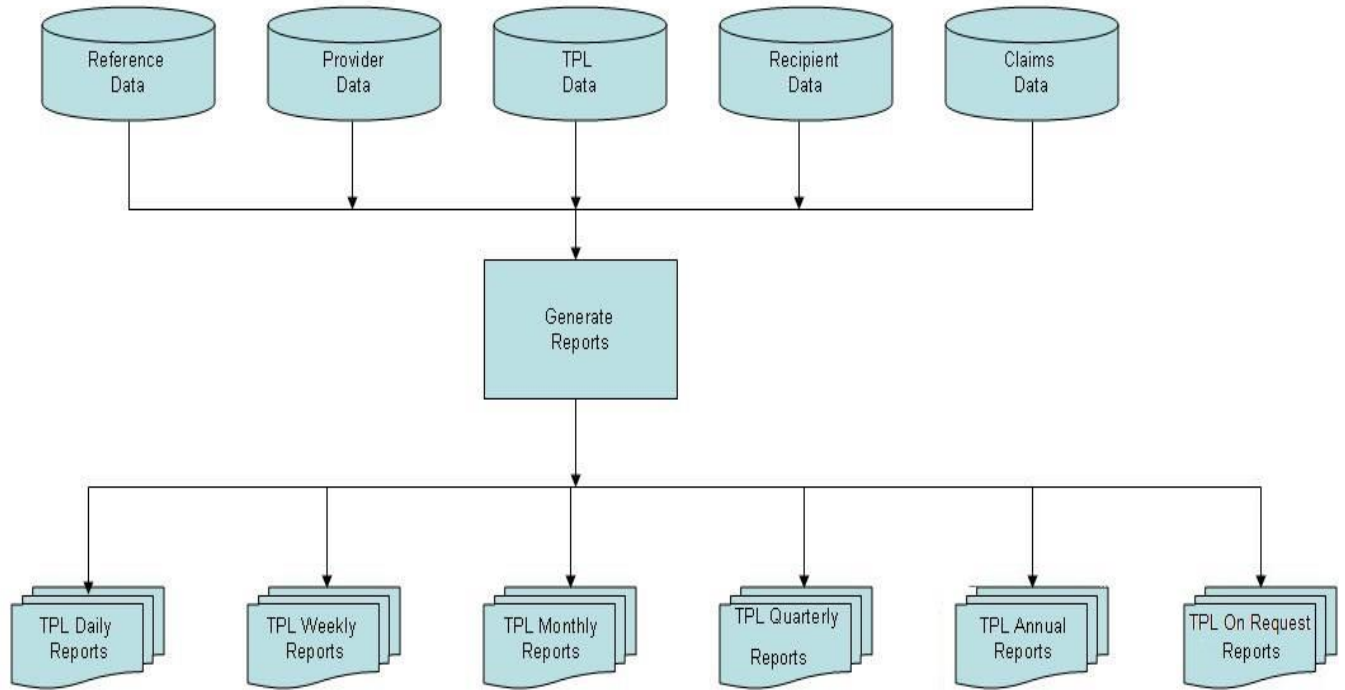 Reference
Data
Provider
Data
TPL
Data
Recipient
Data
Claims
Data
Generate
Reports
TPL Daily
Reports
TPL Weekly
Reports
TPL Monthly
Reports
TPL Quarterly
Reports
TPL Annual
Reports
TPL On Request
Reports